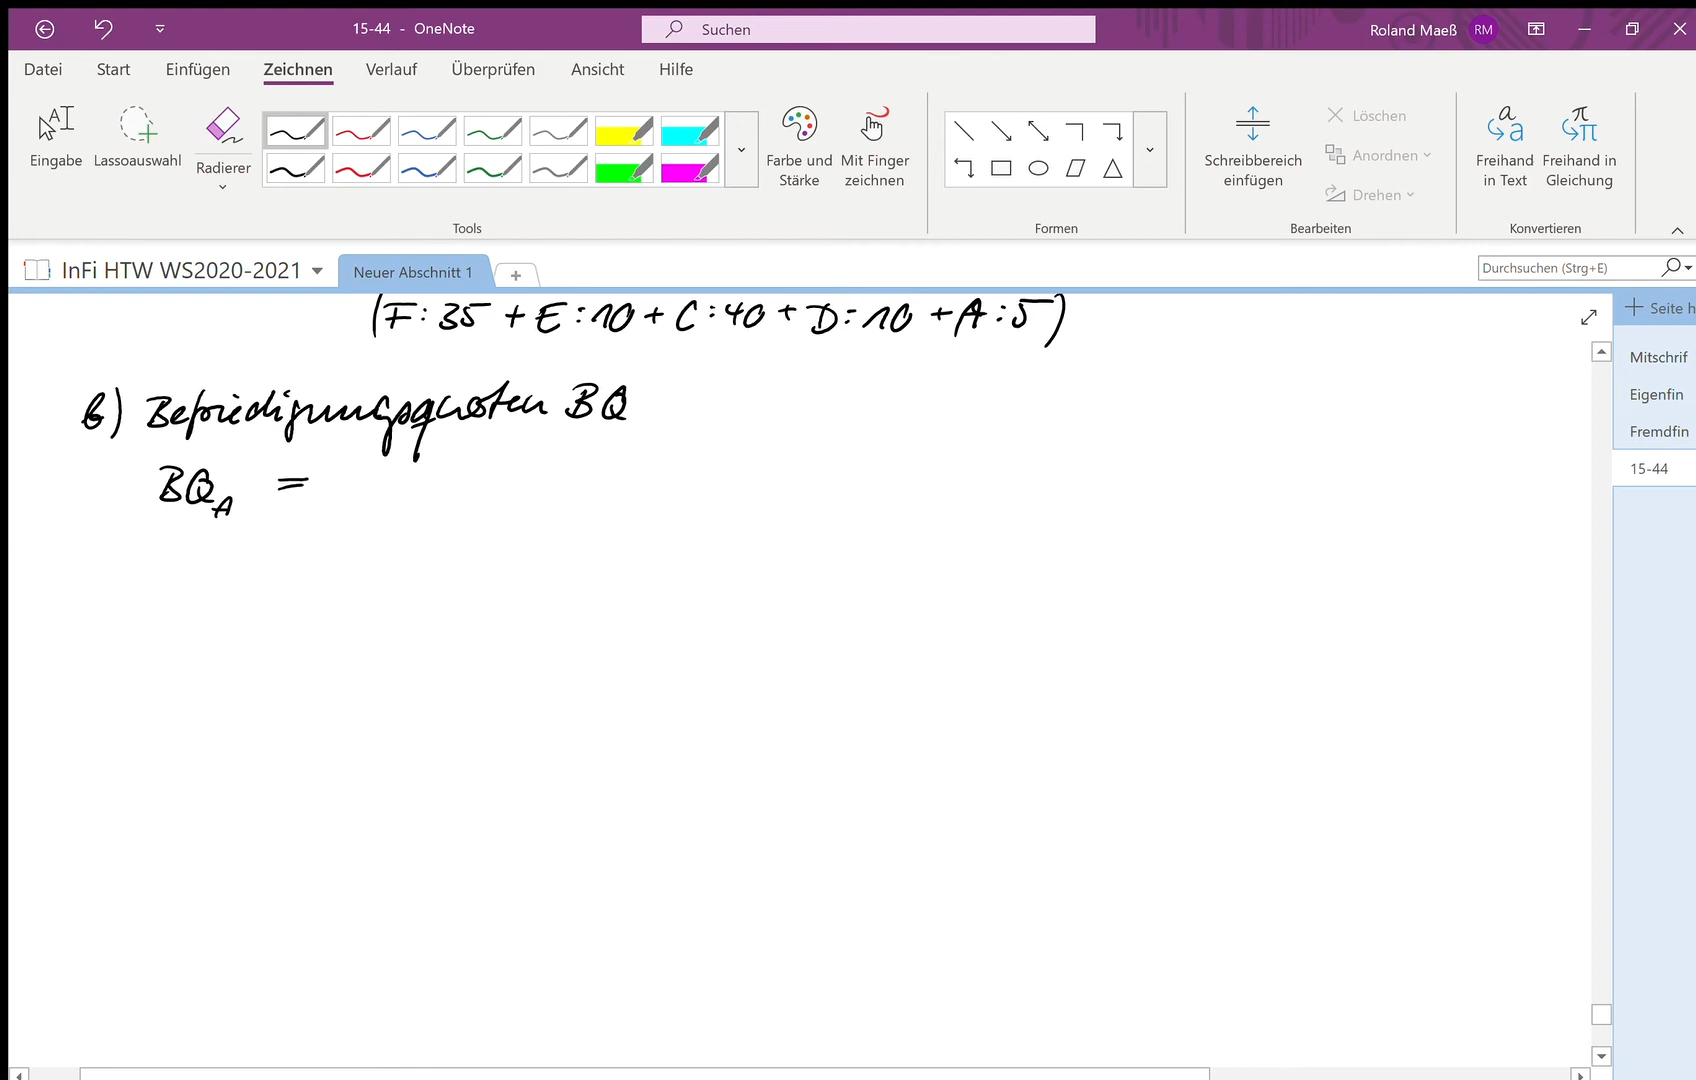 15-44 - OneNote
Suchen
Roland Maeß RM
Datei Start Einfügen Zeichnen Verlauf Überprüfen Ansicht Hilfe
Eingabe
Lassoauswahl
Radierer
Farbe und Stärke
Mit Finger zeichnen
Schreibbereich einfügen
Löschen
Anordnen
Drehen
Freihand in Text
Freihand in Gleichung
Tools
Formen
Bearbeiten
Konvertieren
InFi HTW WS2020-2021
Neuer Abschnitt 1
+
Durchsuchen (Strg+E)
Seite h
Mitschrif
Eigenfin
Fremdfin
15-44
(F: 35 + E: 10 + C: 40 + D: 10 + A: 5)
b) Befriedigungsquoten BQ
BQ_A =